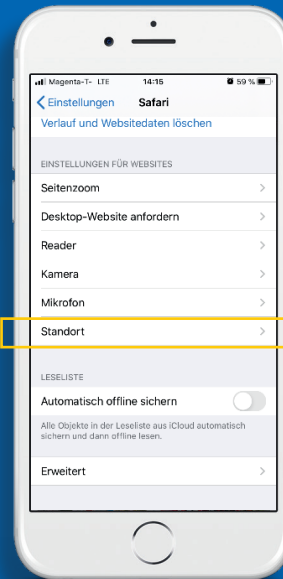 Magenta-T- LTE 14:15 59 %
Einstellungen Safari
Verlauf und Websitedaten löschen
EINSTELLUNGEN FÜR WEBSITES
Seitenzoom
Desktop-Website anfordern
Reader
Kamera
Mikrofon
Standort
LESELISTE
Automatisch offline sichern
Alle Objekte in der Leseliste aus iCloud automatisch
sichern und dann offline lesen.
Erweitert